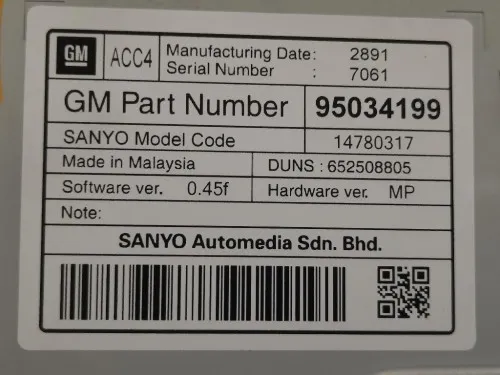 GM ACC4 Manufacturing Date: 2891
Serial Number : 7061
GM Part Number 95034199
SANYO Model Code 14780317
Made in Malaysia DUNS : 652508805
Software ver. 0.45f Hardware ver. MP
Note:
SANYO Automedia Sdn. Bhd.